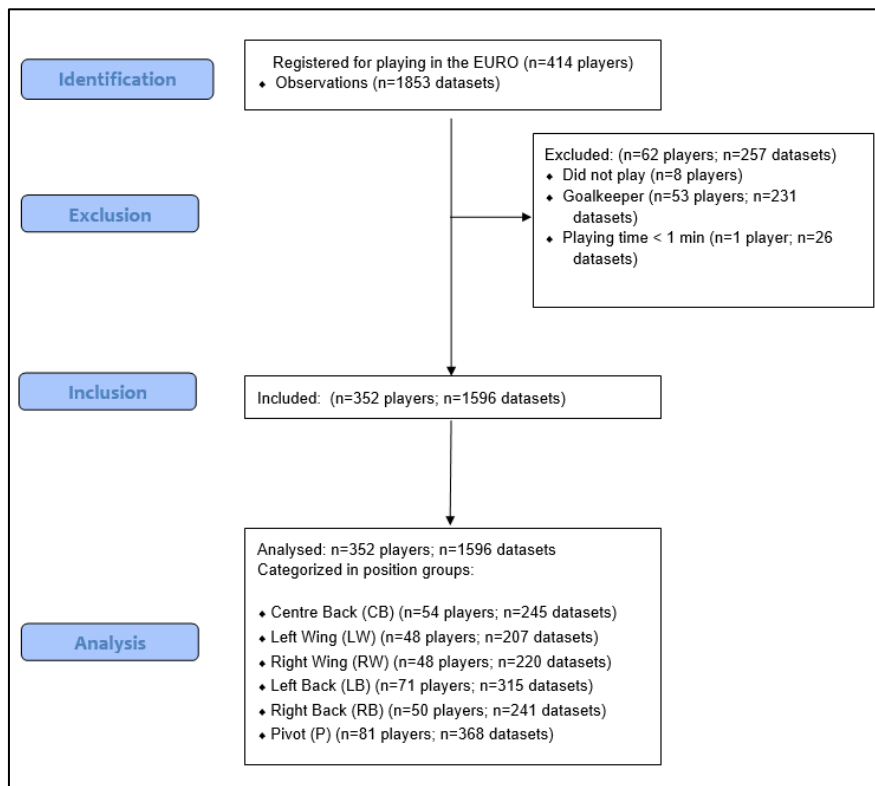 Identification
Registered for playing in the EURO (n=414 players)
◆ Observations (n=1853 datasets)
Exclusion
Excluded: (n=62 players; n=257 datasets)
◆ Did not play (n=8 players)
◆ Goalkeeper (n=53 players; n=231
datasets)
◆ Playing time < 1 min (n=1 player; n=26
datasets)
Inclusion
Included: (n=352 players; n=1596 datasets)
Analysis
Analysed: n=352 players; n=1596 datasets
Categorized in position groups:
◆ Centre Back (CB) (n=54 players; n=245 datasets)
◆ Left Wing (LW) (n=48 players; n=207 datasets)
◆ Right Wing (RW) (n=48 players; n=220 datasets)
◆ Left Back (LB) (n=71 players; n=315 datasets)
◆ Right Back (RB) (n=50 players; n=241 datasets)
◆ Pivot (P) (n=81 players; n=368 datasets)